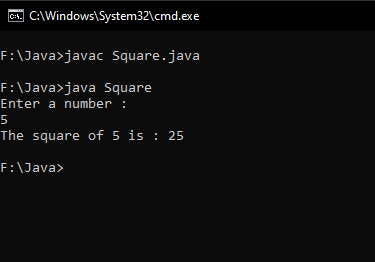 C:\Windows\System32\cmd.exe
F:\Java>javac Square.java
F:\Java>java Square
Enter a number :
5
The square of 5 is : 25
F:\Java>